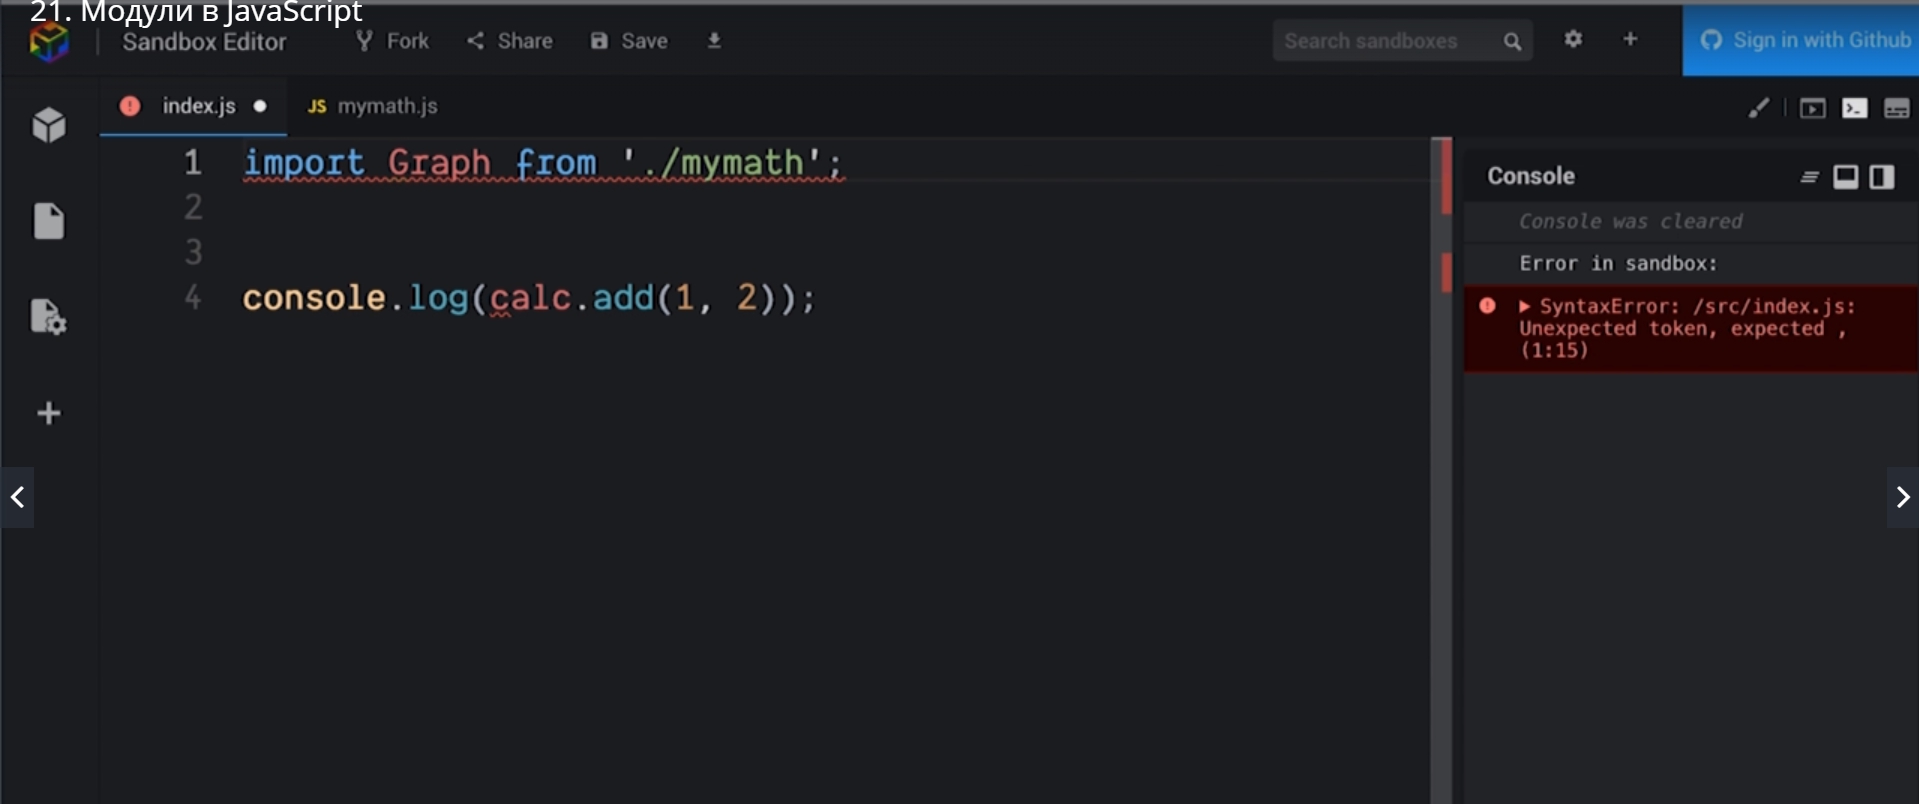 21. Модули в JavaScript
Sandbox Editor
Fork
Share
Save
Search sandboxes
Sign in with Github
index.js
JS mymath.js
1 import Graph from './mymath';
2
3
4 console.log(calc.add(1, 2));
Console
Console was cleared
Error in sandbox:
SyntaxError: /src/index.js:
Unexpected token, expected ,
(1:15)